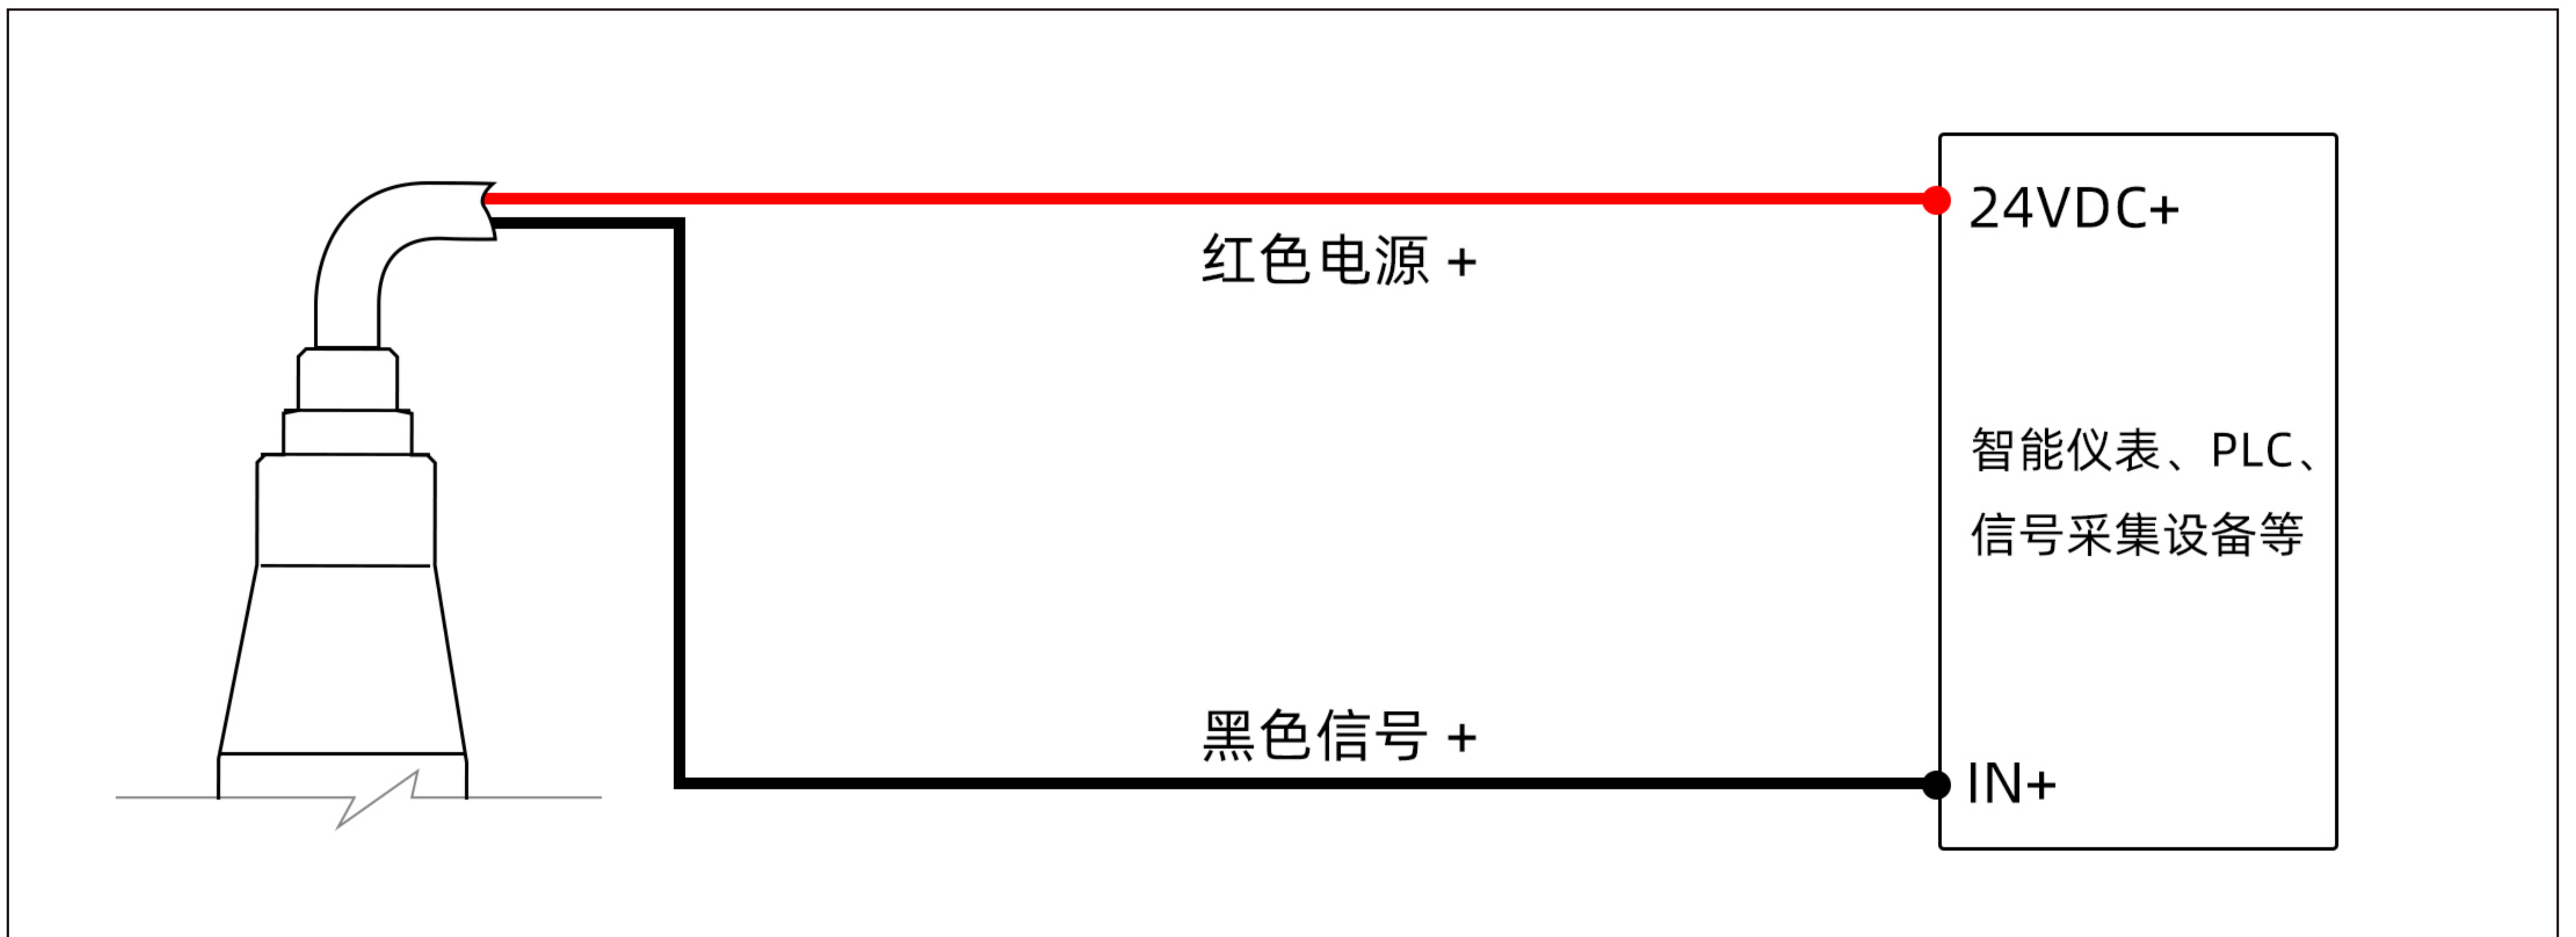 24VDC+
红色电源 +
智能仪表、PLC、
信号采集设备等
黑色信号 +
IN+